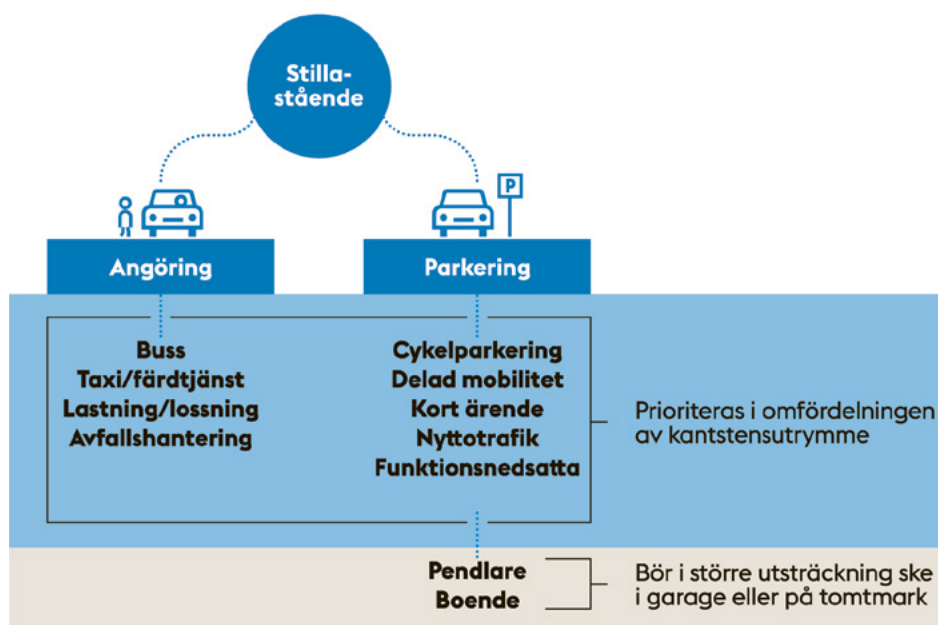 Stilla-
stående
P
Angöring
Parkering
Buss
Taxi/färdtjänst
Lastning/lossning
Avfallshantering
Cykelparkering
Delad mobilitet
Kort ärende
Nyttotrafik
Funktionsnedsatta
Prioriteras i omfördelningen
av kantstensutrymme
Pendlare
Boende
Bör i större utsträckning ske
i garage eller på tomtmark